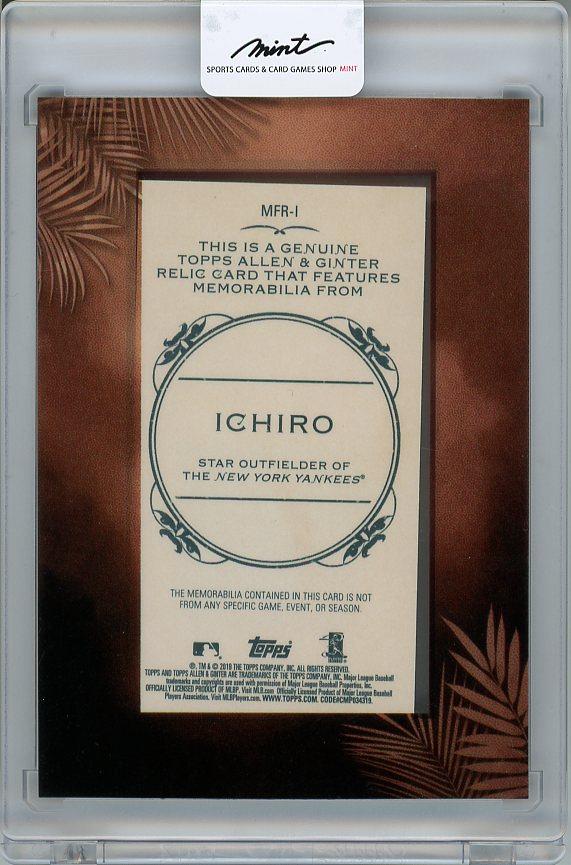 mint
SPORTS CARDS & CARD GAMES SHOP MINT
MFR-I
THIS IS A GENUINE
TOPPS ALLEN & GINTER
RELIC CARD THAT FEATURES
MEMORABILIA FROM
ICHIRO
STAR OUTFIELDER OF
THE NEW YORK YANKEES®
THE MEMORABILIA CONTAINED IN THIS CARD IS NOT
FROM ANY SPECIFIC GAME, EVENT, OR SEASON.
topps
®, TM & © 2019 THE TOPPS COMPANY, INC. ALL RIGHTS RESERVED.
TOPPS AND TOPPS ALLEN & GINTER ARE TRADEMARKS OF THE TOPPS COMPANY, INC. Major League Baseball
trademarks and copyrights are used with permission of Major League Baseball Properties, Inc.
OFFICIALLY LICENSED PRODUCT OF MLBP. Visit MLB.com Officially Licensed Product of Major League Baseball
Players Association. Visit MLBPlayers.com. WWW.TOPPS.COM. CODE#CMP034319.